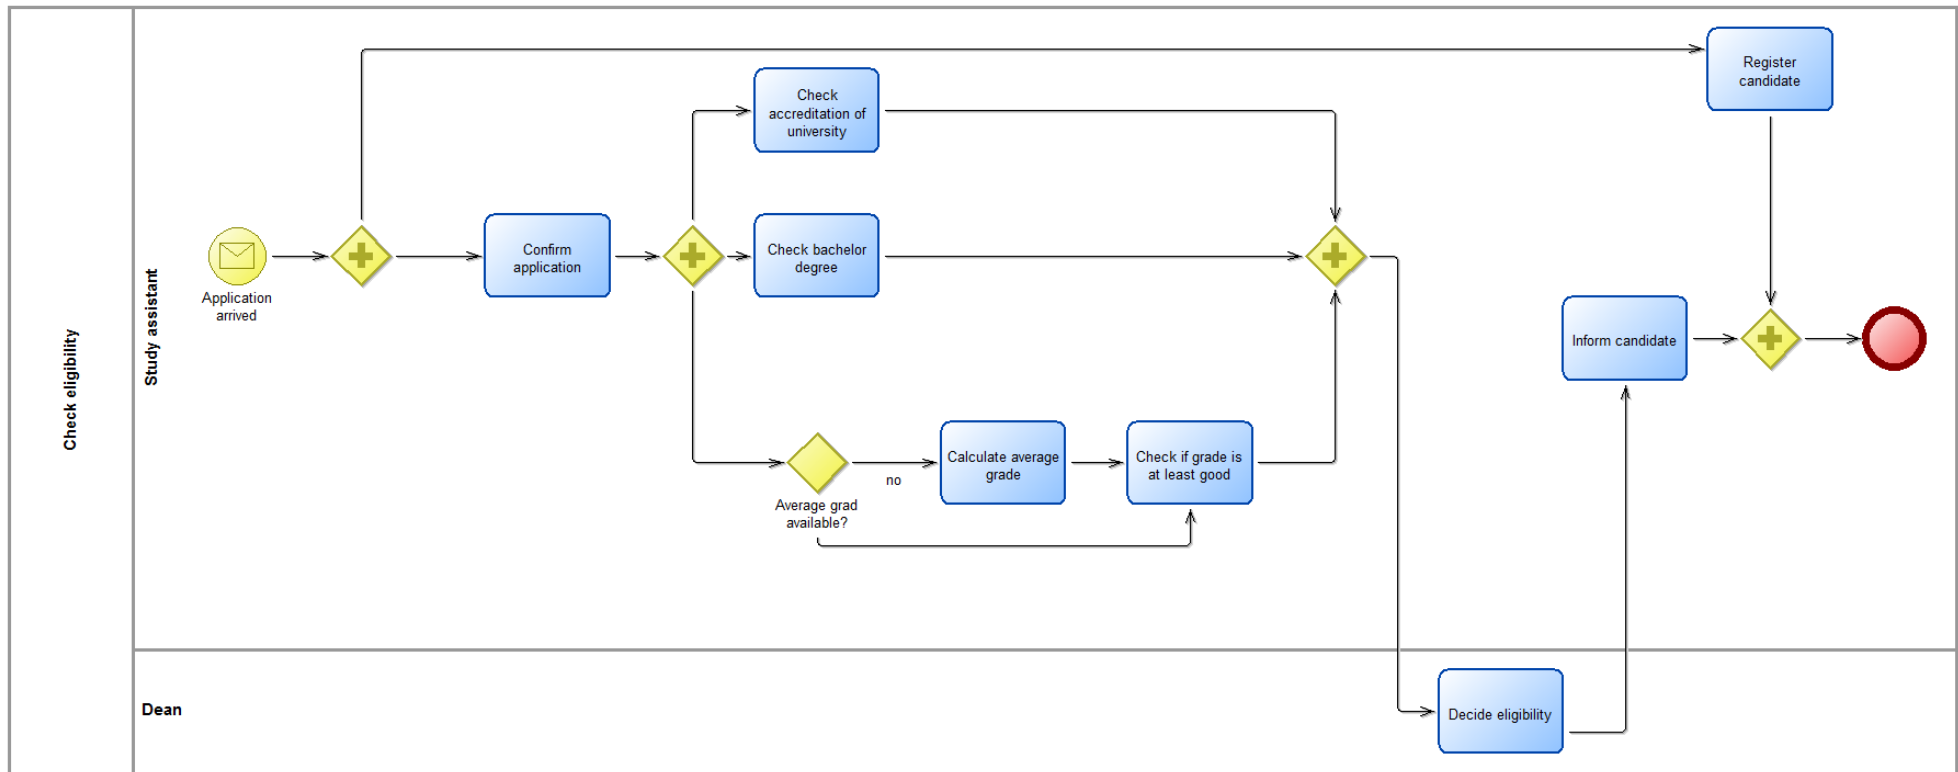 Check eligibility
Study assistant
Dean
Application
arrived
Confirm
application
Check
accreditation of
university
Check bachelor
degree
Average grad
available?
no
Calculate average
grade
Check if grade is
at least good
Decide eligibility
Inform candidate
Register
candidate